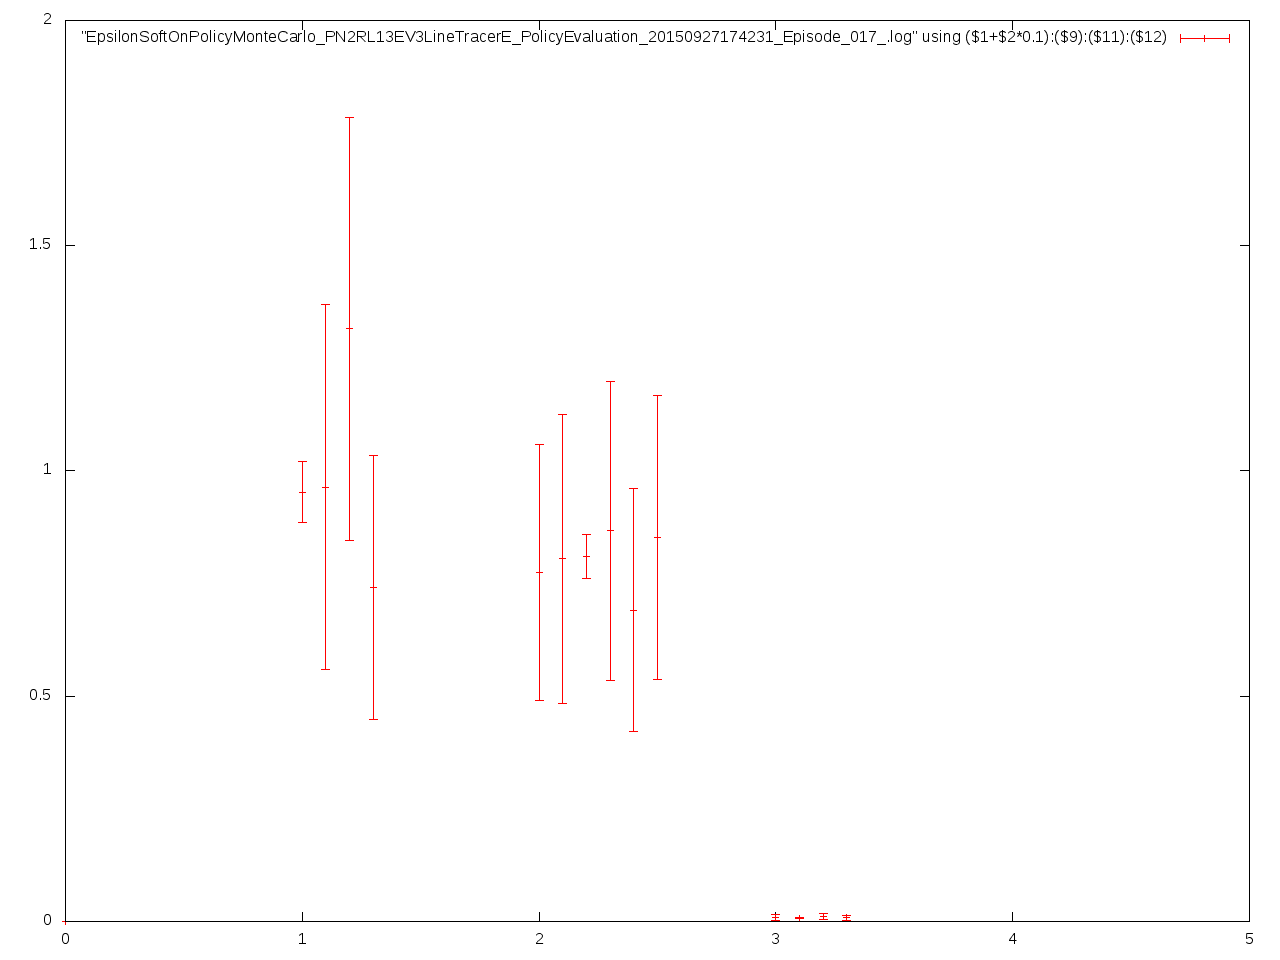 2
"EpsilonSoftOnPolicyMonteCarlo_PN2RL13EV3LineTracerE_PolicyEvaluation_20150927174231_Episode_017_.log" using ($1+$2*0.1):($9):($11):($12)
1.5
1
0.5
0
0 1 2 3 4 5